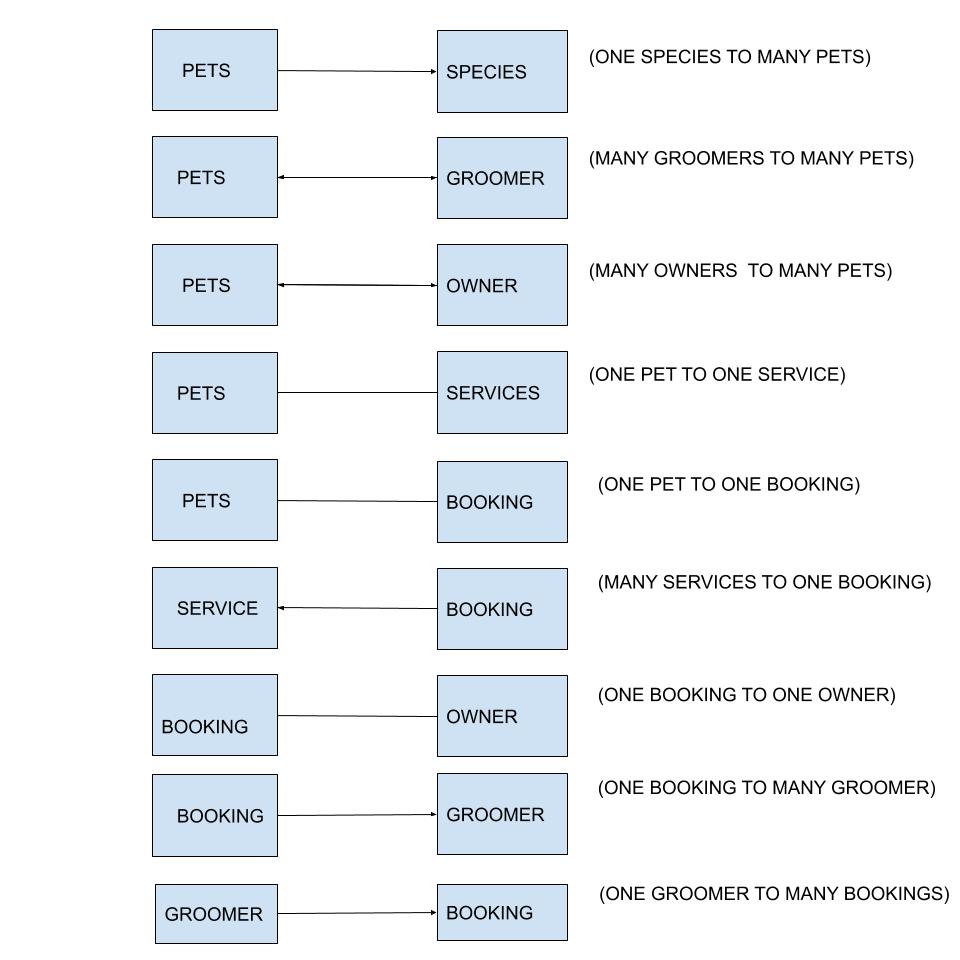 PETS SPECIES (ONE SPECIES TO MANY PETS)
PETS GROOMER (MANY GROOMERS TO MANY PETS)
PETS OWNER (MANY OWNERS  TO MANY PETS)
PETS SERVICES (ONE PET TO ONE SERVICE)
PETS BOOKING (ONE PET TO ONE BOOKING)
SERVICE BOOKING (MANY SERVICES TO ONE BOOKING)
BOOKING OWNER (ONE BOOKING TO ONE OWNER)
BOOKING GROOMER (ONE BOOKING TO MANY GROOMER)
GROOMER BOOKING (ONE GROOMER TO MANY BOOKINGS)